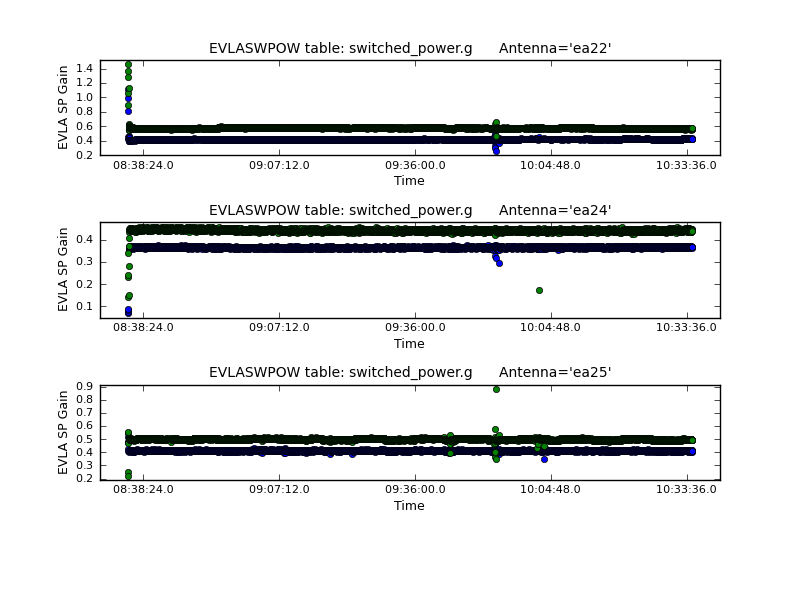 EVLASWPOW table: switched_power.g Antenna='ea22'
EVLA SP Gain
1.4
1.2
1.0
0.8
0.6
0.4
0.2
08:38:24.0 09:07:12.0 09:36:00.0 10:04:48.0 10:33:36.0
Time
EVLASWPOW table: switched_power.g Antenna='ea24'
EVLA SP Gain
0.4
0.3
0.2
0.1
08:38:24.0 09:07:12.0 09:36:00.0 10:04:48.0 10:33:36.0
Time
EVLASWPOW table: switched_power.g Antenna='ea25'
EVLA SP Gain
0.9
0.8
0.7
0.6
0.5
0.4
0.3
0.2
08:38:24.0 09:07:12.0 09:36:00.0 10:04:48.0 10:33:36.0
Time